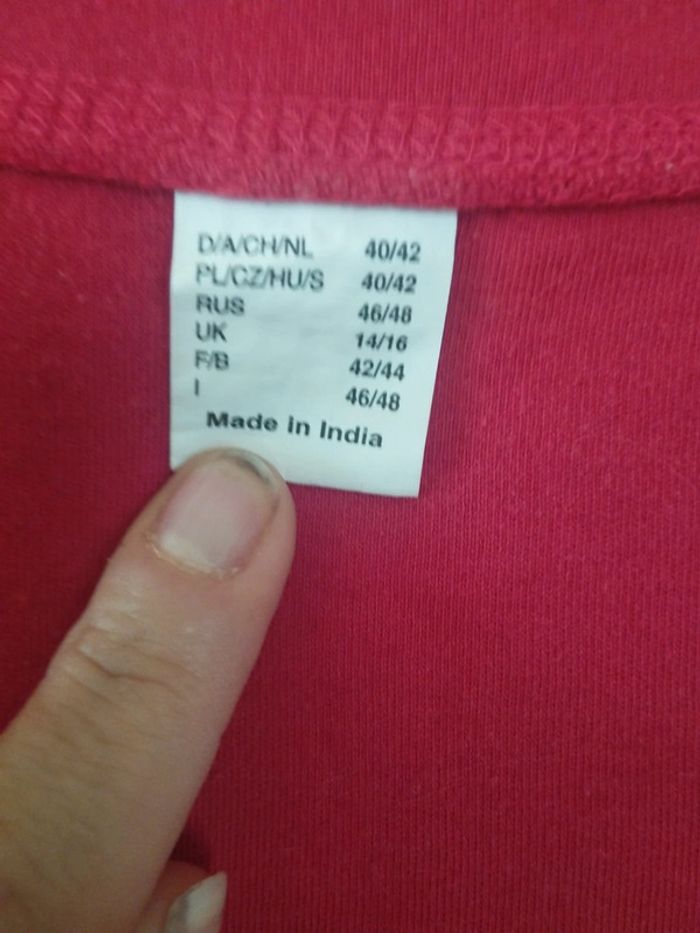 D/A/CH/NL 40/42
PL/CZ/HU/S 40/42
RUS 46/48
UK 14/16
F/B 42/44
I 46/48
Made in India